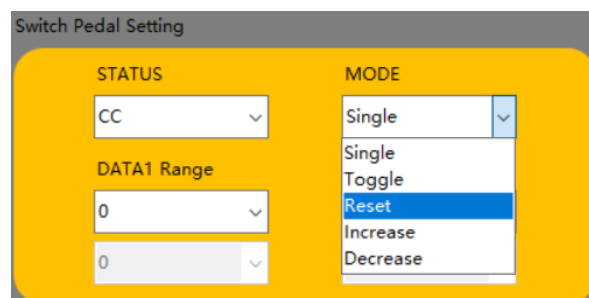 Switch Pedal Setting
STATUS
MODE
CC
Single
Single
Toggle
Reset
Increase
Decrease
DATA1 Range
0
0